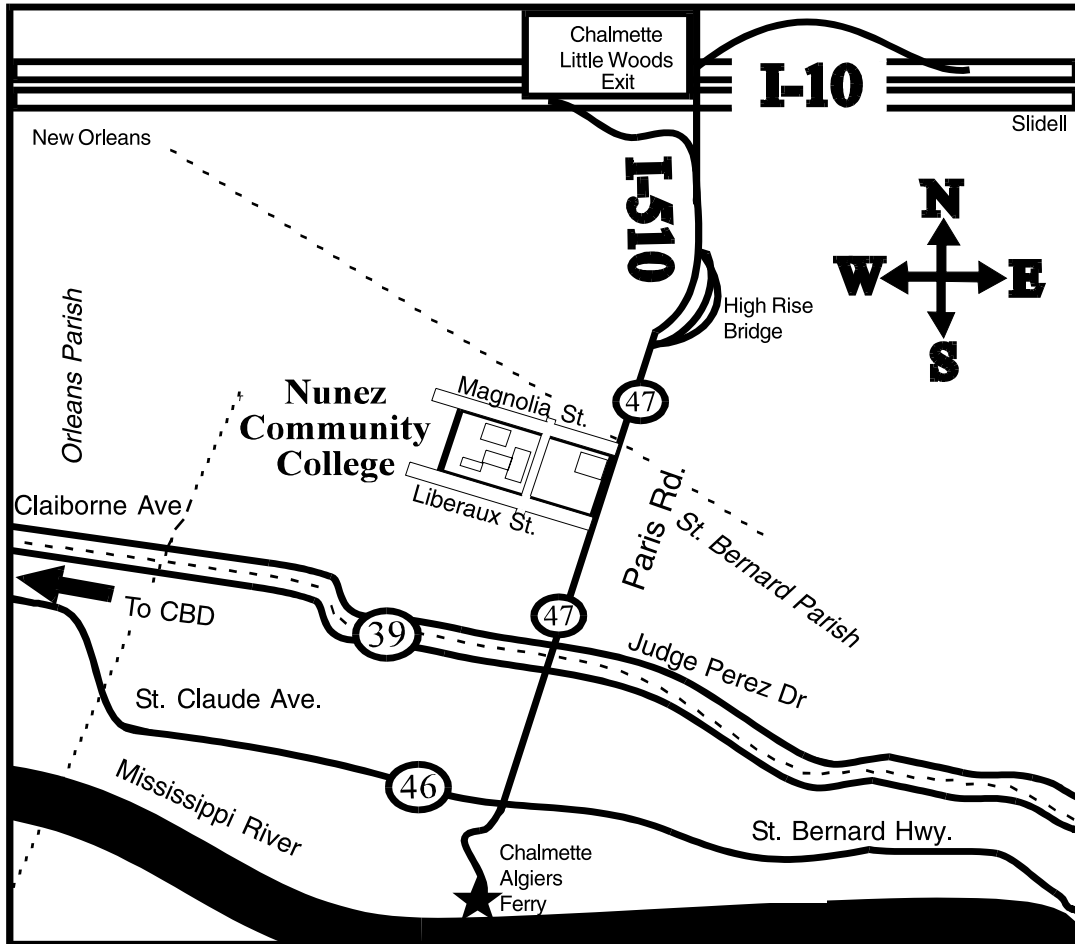 Chalmette
Little Woods
Exit
I-10
Slidell
New Orleans
I-510
N
W
E
S
High Rise
Bridge
Orleans Parish
Nunez
Community
College
Magnolia St.
47
Liberaux St.
Paris Rd.
St. Bernard Parish
Claiborne Ave
To CBD
39
47
Judge Perez Dr
St. Claude Ave.
46
Mississippi River
St. Bernard Hwy.
Chalmette
Algiers
Ferry